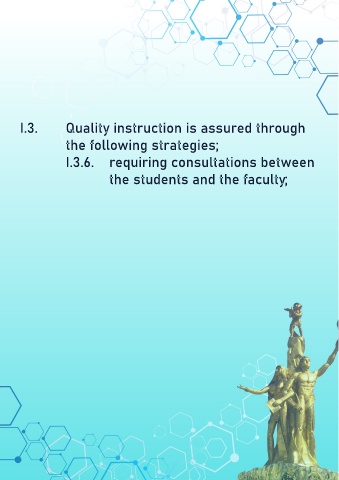 I.3. Quality instruction is assured through
the following strategies;
I.3.6. requiring consultations between
the students and the faculty;